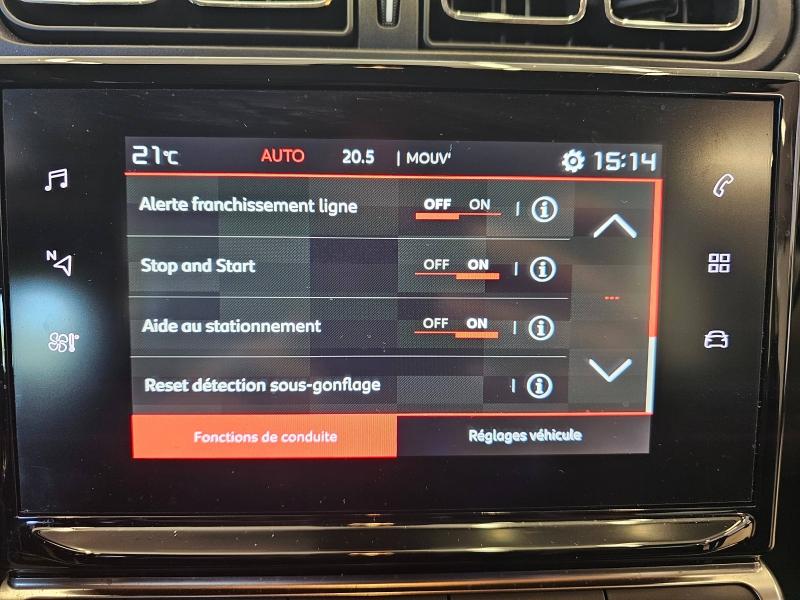 21°C AUTO 20.5 | MOUV' 15:14
Alerte franchissement ligne OFF ON
N
Stop and Start OFF ON
Aide au stationnement OFF ON
Reset détection sous-gonflage
Fonctions de conduite Réglages véhicule